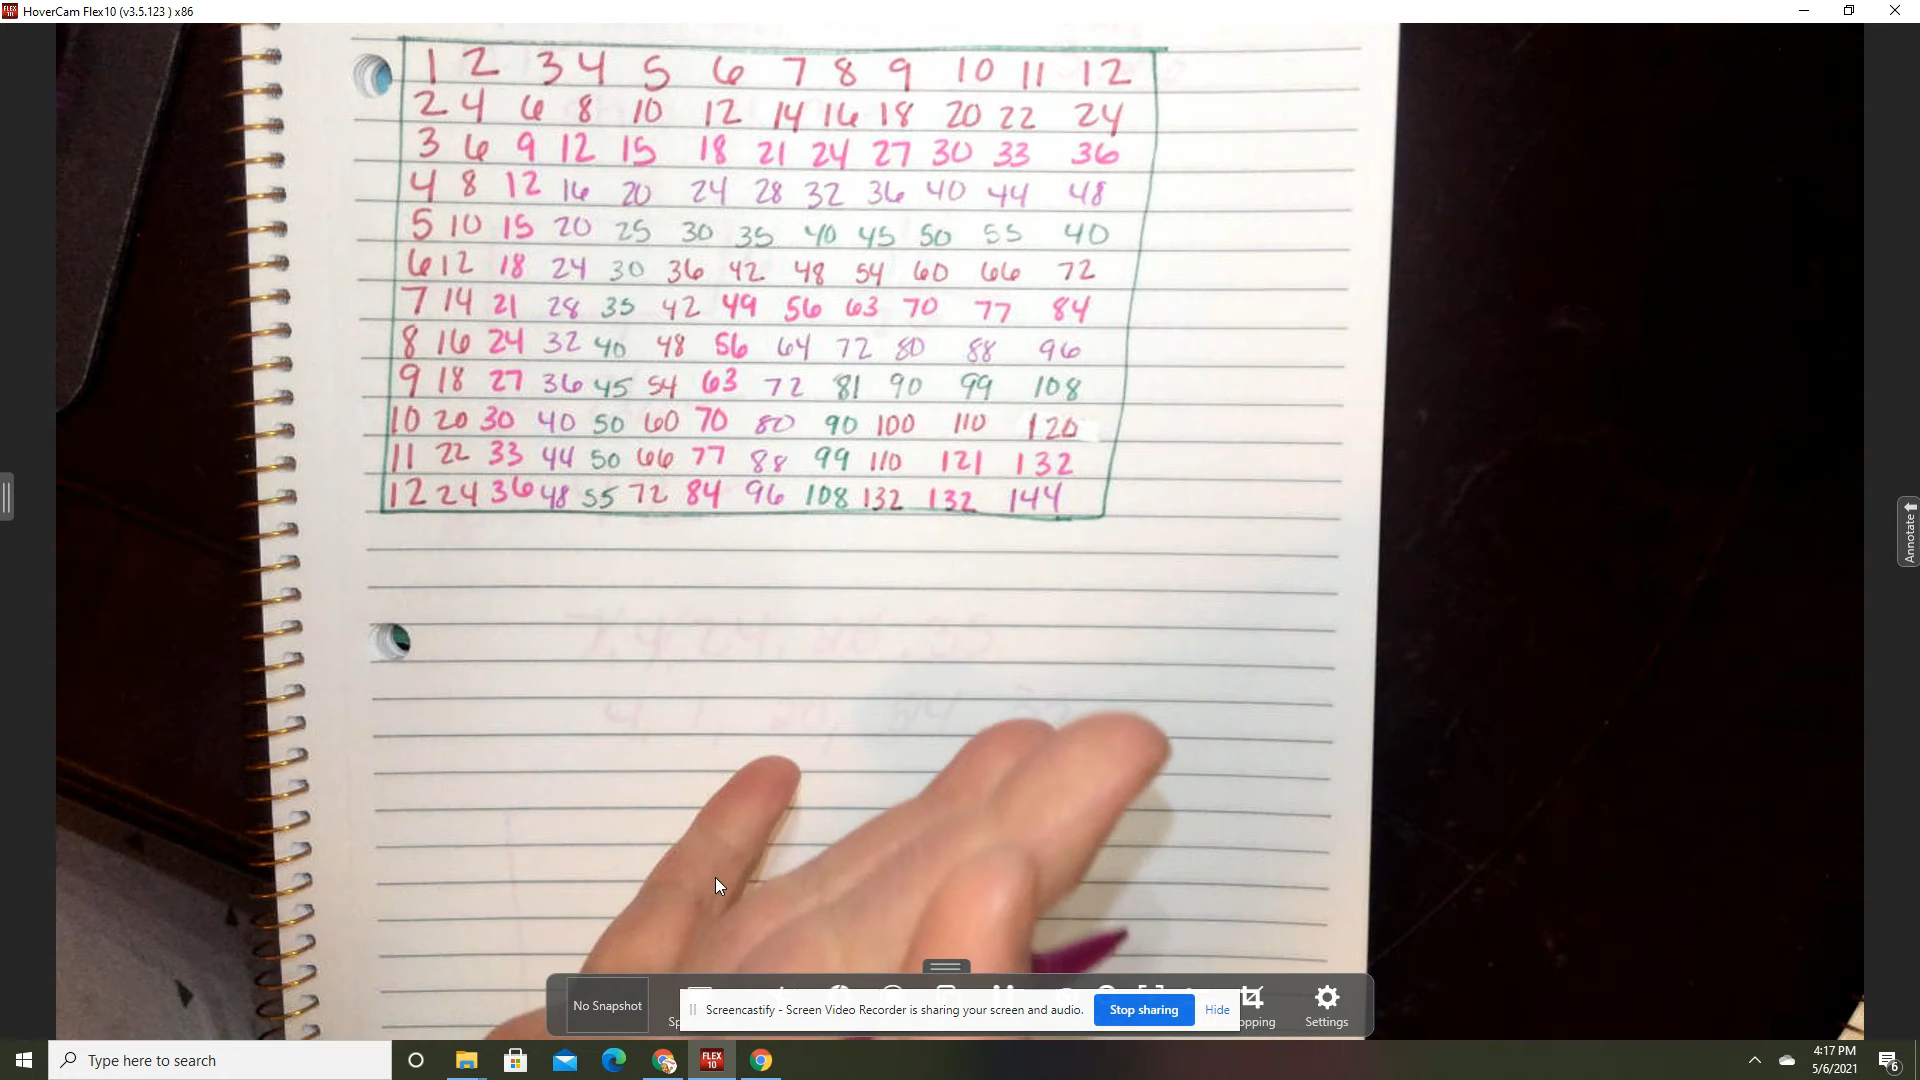 HoverCam Flex10 (v3.5.123 ) x86
1 2 3 4 5 6 7 8 9 10 11 12
2 4 6 8 10 12 14 16 18 20 22 24
3 6 9 12 15 18 21 24 27 30 33 36
4 8 12 16 20 24 28 32 36 40 44 48
5 10 15 20 25 30 35 40 45 50 55 40
6 12 18 24 30 36 42 48 54 60 66 72
7 14 21 28 35 42 49 56 63 70 77 84
8 16 24 32 40 48 56 64 72 80 88 96
9 18 27 36 45 54 63 72 81 90 99 108
10 20 30 40 50 60 70 80 90 100 110 120
11 22 33 44 50 66 77 88 99 110 121 132
12 24 36 48 55 72 84 96 108 132 132 144
Annotate
No Snapshot
Screencastify - Screen Video Recorder is sharing your screen and audio. Stop sharing Hide
Settings
Type here to search
FLEX 10
4:17 PM
5/6/2021
6